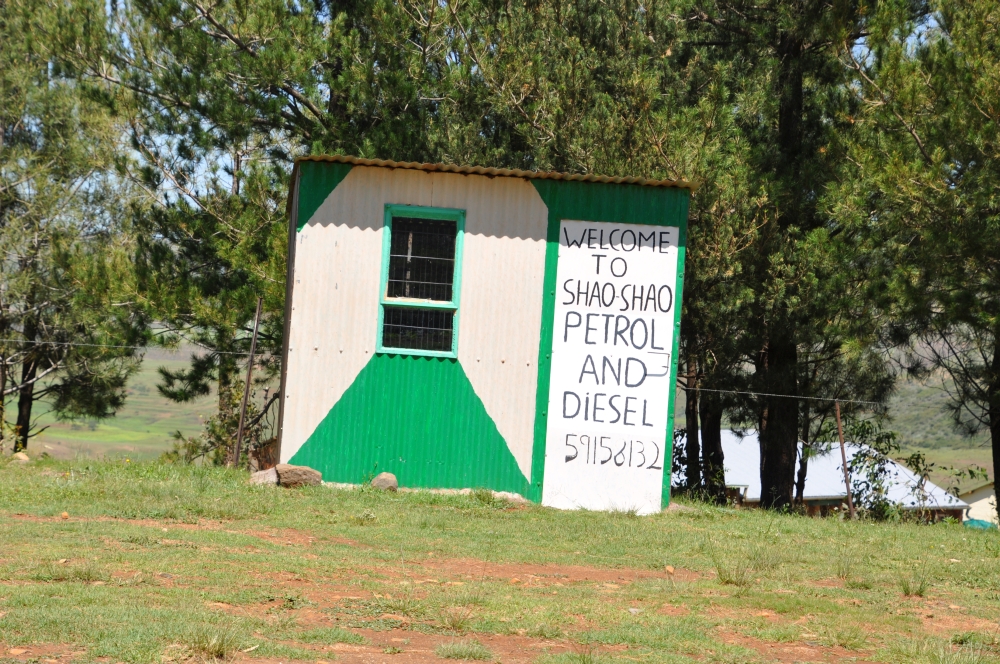 WELCOME
TO
SHAO-SHAO
PETROL
AND
DiESEL
59158132